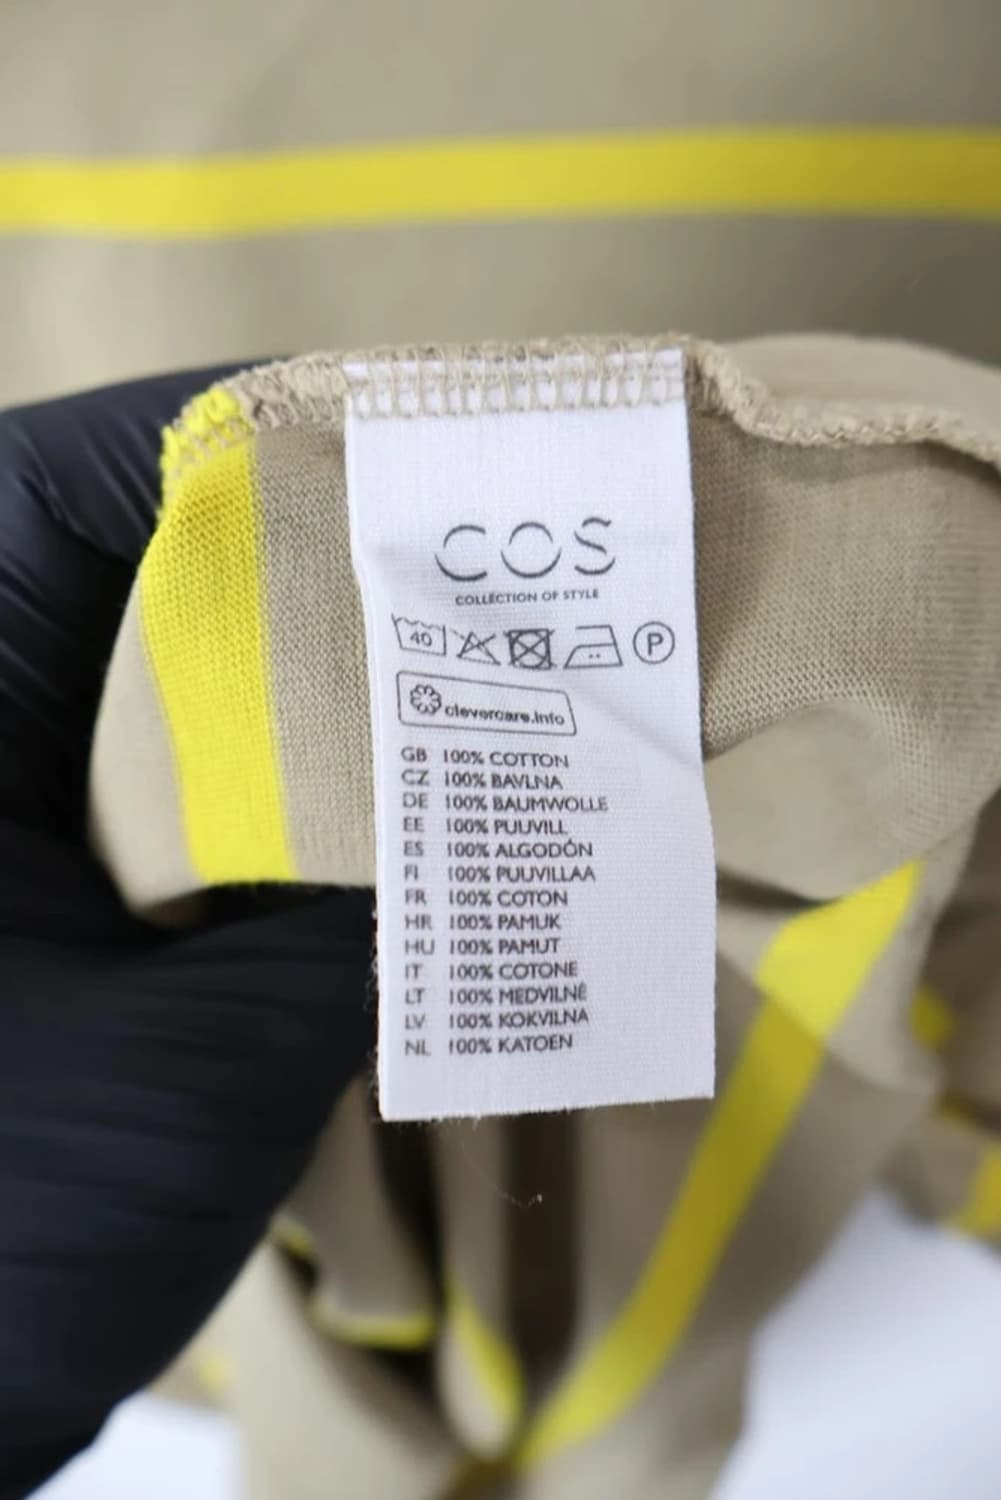 COS
COLLECTION OF STYLE
40 P
clevercare.info
GB 100% COTTON
CZ 100% BAVLNA
DE 100% BAUMWOLLE
EE 100% PUUVILL
ES 100% ALGODÓN
FI 100% PUUVILLAA
FR 100% COTON
HR 100% PAMUK
HU 100% PAMUT
IT 100% COTONE
LT 100% MEDVILNĖ
LV 100% KOKVILNA
NL 100% KATOEN